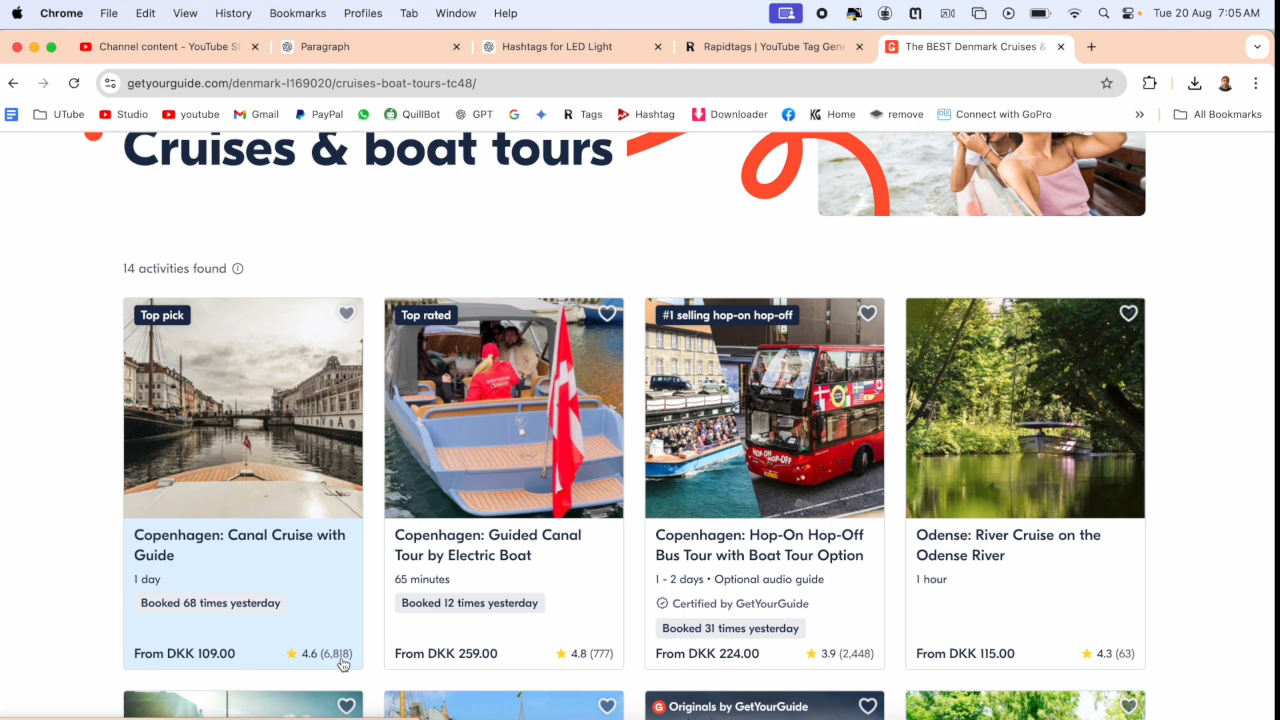 Chrome File Edit View History Bookmarks Profiles Tab Window Help Tue 20 Aug 7:05 AM
Channel content - YouTube St Paragraph Hashtags for LED Light Rapidtags | YouTube Tag Gene The BEST Denmark Cruises &
getyourguide.com/denmark-l169020/cruises-boat-tours-tc48/
UTube Studio youtube Gmail PayPal QuillBot GPT Tags Hashtag Downloader Home remove Connect with GoPro All Bookmarks
Cruises & boat tours
14 activities found
Top pick
Copenhagen: Canal Cruise with
Guide
1 day
Booked 68 times yesterday
From DKK 109.00 4.6 (6,818)
Top rated
Copenhagen: Guided Canal
Tour by Electric Boat
65 minutes
Booked 12 times yesterday
From DKK 259.00 4.8 (777)
#1 selling hop-on hop-off
HOP-ON HOP-OFF
Copenhagen: Hop-On Hop-Off
Bus Tour with Boat Tour Option
1 - 2 days • Optional audio guide
Certified by GetYourGuide
Booked 31 times yesterday
From DKK 224.00 3.9 (2,448)
Odense: River Cruise on the
Odense River
1 hour
From DKK 115.00 4.3 (63)
Originals by GetYourGuide